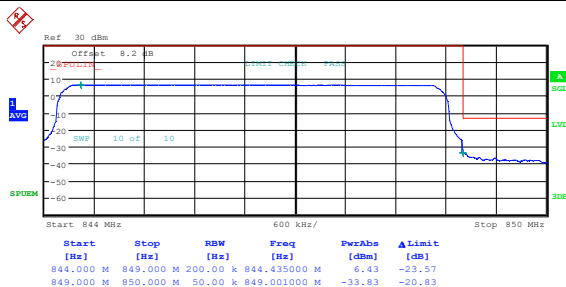 R S
Ref 30 dBm
Offset 8.2 dB
20
SPULIN
LIMIT CHECK PASS
A
10
SGL
0
1
AVG
-10
LVL
-20
SWP 10 of 10
-30
-40
-50
SPUEM
3DB
-60
Start 844 MHz 600 kHz/ Stop 850 MHz
Start Stop RBW Freq PwrAbs ΔLimit
[Hz] [Hz] [Hz] [Hz] [dBm] [dB]
844.000 M 849.000 M 200.00 k 844.435000 M 6.43 -23.57
849.000 M 850.000 M 50.00 k 849.001000 M -33.83 -20.83